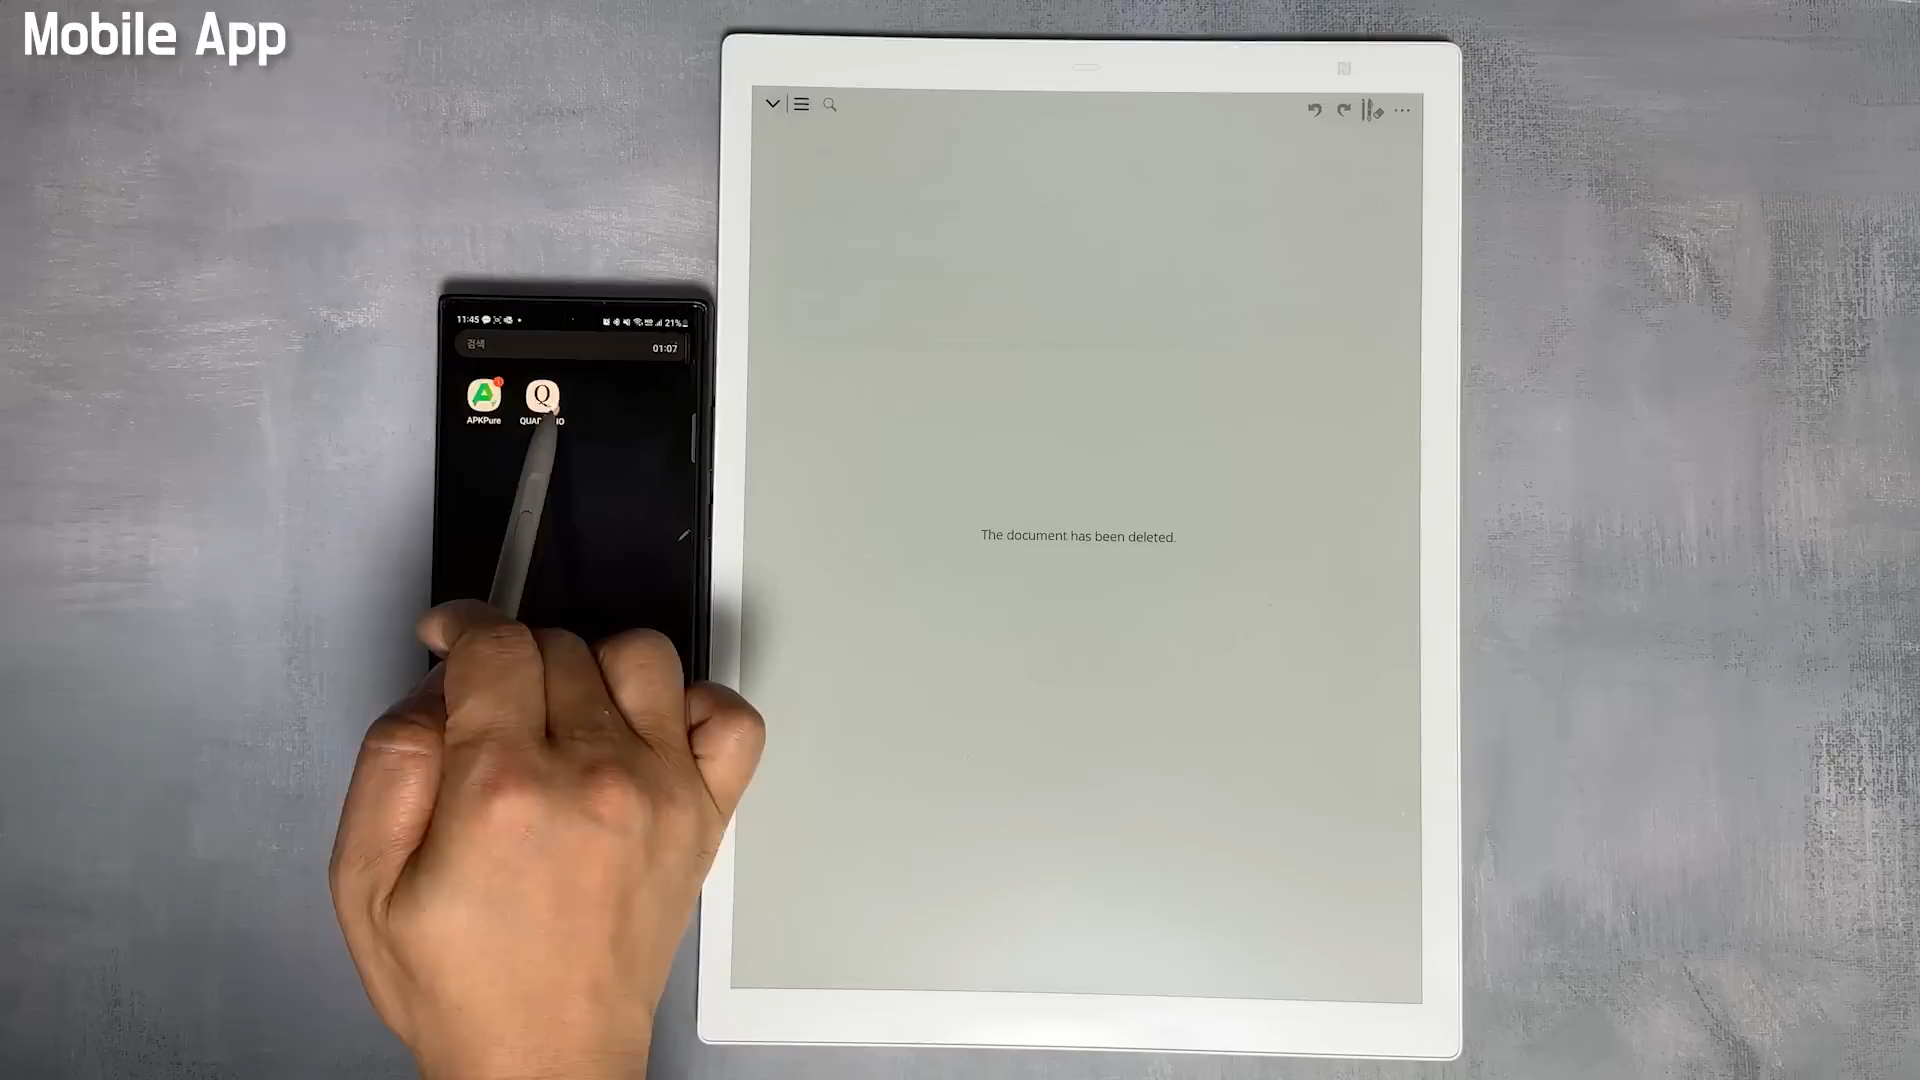 Mobile App
11:45
21%
검색
01:07
APKPure
The document has been deleted.